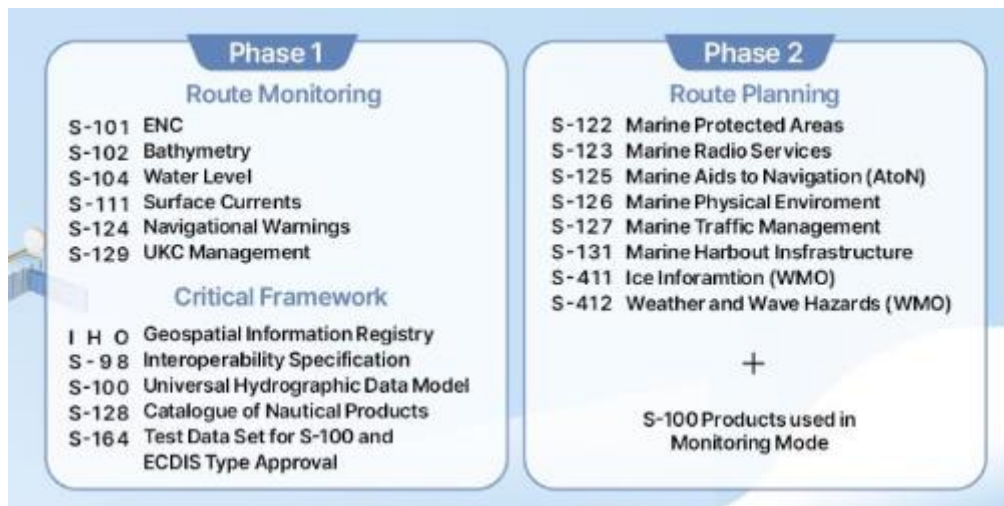 Phase 1
Route Monitoring
S-101 ENC
S-102 Bathymetry
S-104 Water Level
S-111 Surface Currents
S-124 Navigational Warnings
S-129 UKC Management
Critical Framework
I H O Geospatial Information Registry
S-98 Interoperability Specification
S-100 Universal Hydrographic Data Model
S-128 Catalogue of Nautical Products
S-164 Test Data Set for S-100 and
ECDIS Type Approval
Phase 2
Route Planning
S-122 Marine Protected Areas
S-123 Marine Radio Services
S-125 Marine Aids to Navigation (AtoN)
S-126 Marine Physical Enviroment
S-127 Marine Traffic Management
S-131 Marine Harbout Insfrastructure
S-411 Ice Inforamtion (WMO)
S-412 Weather and Wave Hazards (WMO)
+
S-100 Products used in
Monitoring Mode